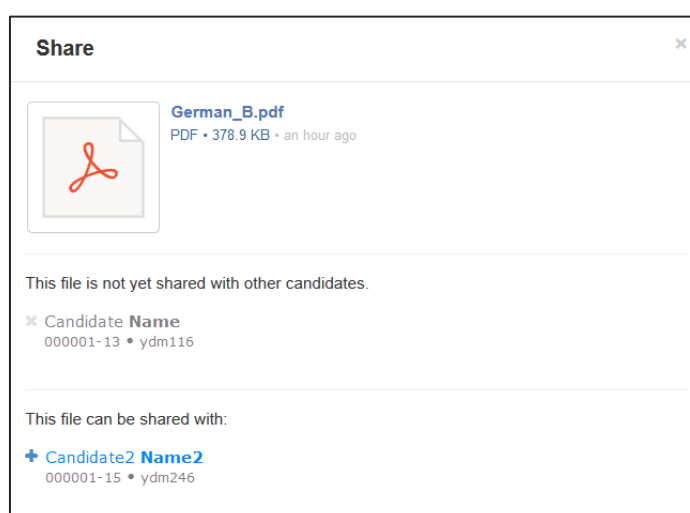 Share
×
German_B.pdf
PDF • 378.9 KB • an hour ago
This file is not yet shared with other candidates.
× Candidate Name
000001-13 • ydm116
This file can be shared with:
+ Candidate2 Name2
000001-15 • ydm246